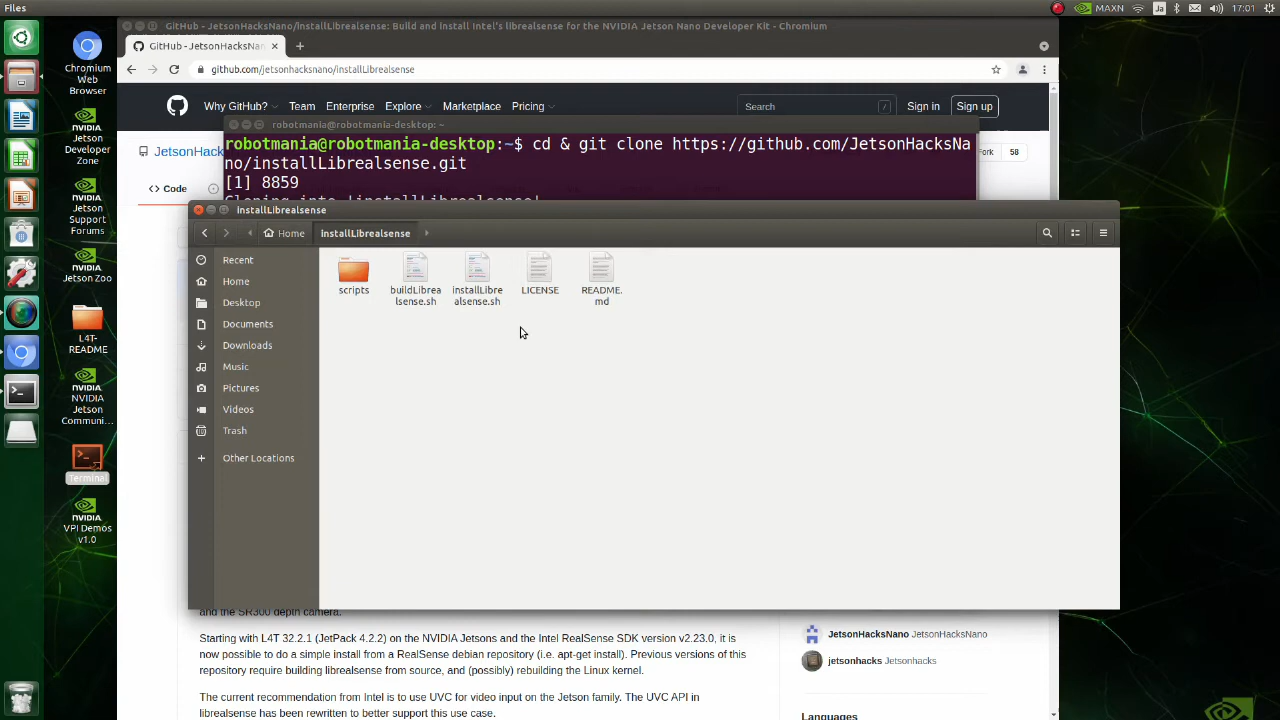 Files
MAXN
Ja
17:01
GitHub - JetsonHacksNano/installLibrealsense: Build and install Intel's librealsense for the NVIDIA Jetson Nano Developer Kit - Chromium
GitHub - JetsonHacksNan
github.com/jetsonhacksnano/installLibrealsense
Why GitHub?
Team
Enterprise
Explore
Marketplace
Pricing
Search
/
Sign in
Sign up
JetsonHack
Fork
58
<> Code
robotmania@robotmania-desktop: ~
robotmania@robotmania-desktop:~$ cd & git clone https://github.com/JetsonHacksNa
no/installLibrealsense.git
[1] 8859
Cloning into 'installLibrealsense'
installLibrealsense
Home
installLibrealsense
Recent
Home
Desktop
Documents
Downloads
Music
Pictures
Videos
Trash
Other Locations
scripts
buildLibrea
lsense.sh
installLibre
alsense.sh
LICENSE
README.
md
Chromium
Web
Browser
NVIDIA
Jetson
Developer
Zone
NVIDIA
Jetson
Support
Forums
NVIDIA
Jetson Zoo
L4T-
README
NVIDIA
NVIDIA
Jetson
Communi...
Terminal
NVIDIA
VPI Demos
v1.0
and the SR300 depth camera.
Starting with L4T 32.2.1 (JetPack 4.2.2) on the NVIDIA Jetsons and the Intel RealSense SDK version v2.23.0, it is
now possible to do a simple install from a RealSense debian repository (i.e. apt-get install). Previous versions of this
repository require building librealsense from source, and (possibly) rebuilding the Linux kernel.
The current recommendation from Intel is to use UVC for video input on the Jetson family. The UVC API in
librealsense has been rewritten to better support this use case.
JetsonHacksNano JetsonHacksNano
jetsonhacks Jetsonhacks
Languages